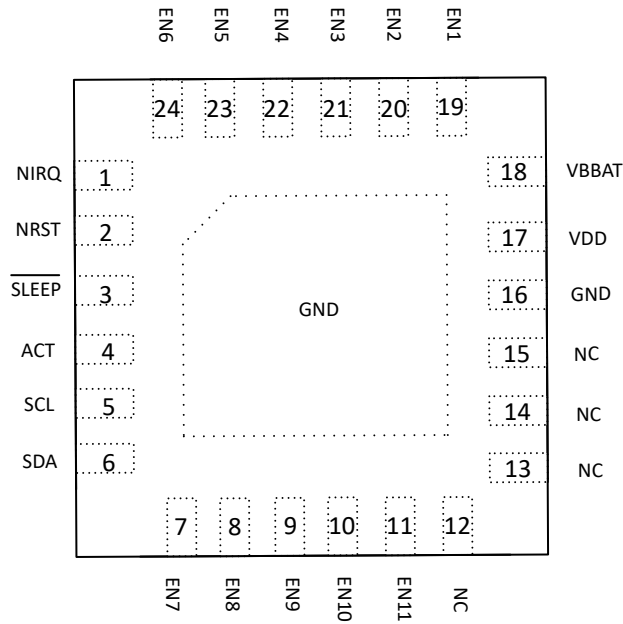 EN6 EN5 EN4 EN3 EN2 EN1
24 23 22 21 20 19
NIRQ 1 18 VBBAT
NRST 2 17 VDD
SLEEP 3 GND 16 GND
ACT 4 15 NC
SCL 5 14 NC
SDA 6 13 NC
7 8 9 10 11 12
EN7 EN8 EN9 EN10 EN11 NC